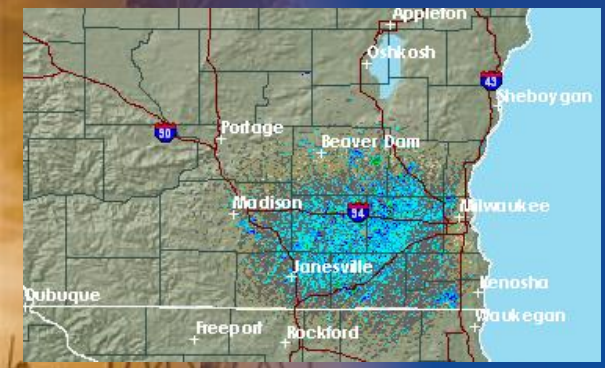 Appleton
Oshkosh
43
Sheboygan
90
Portage
Beaver Dam
Madison
94
Milwaukee
Janesville
Kenosha
Dubuque
Waukegan
Freeport
Rockford